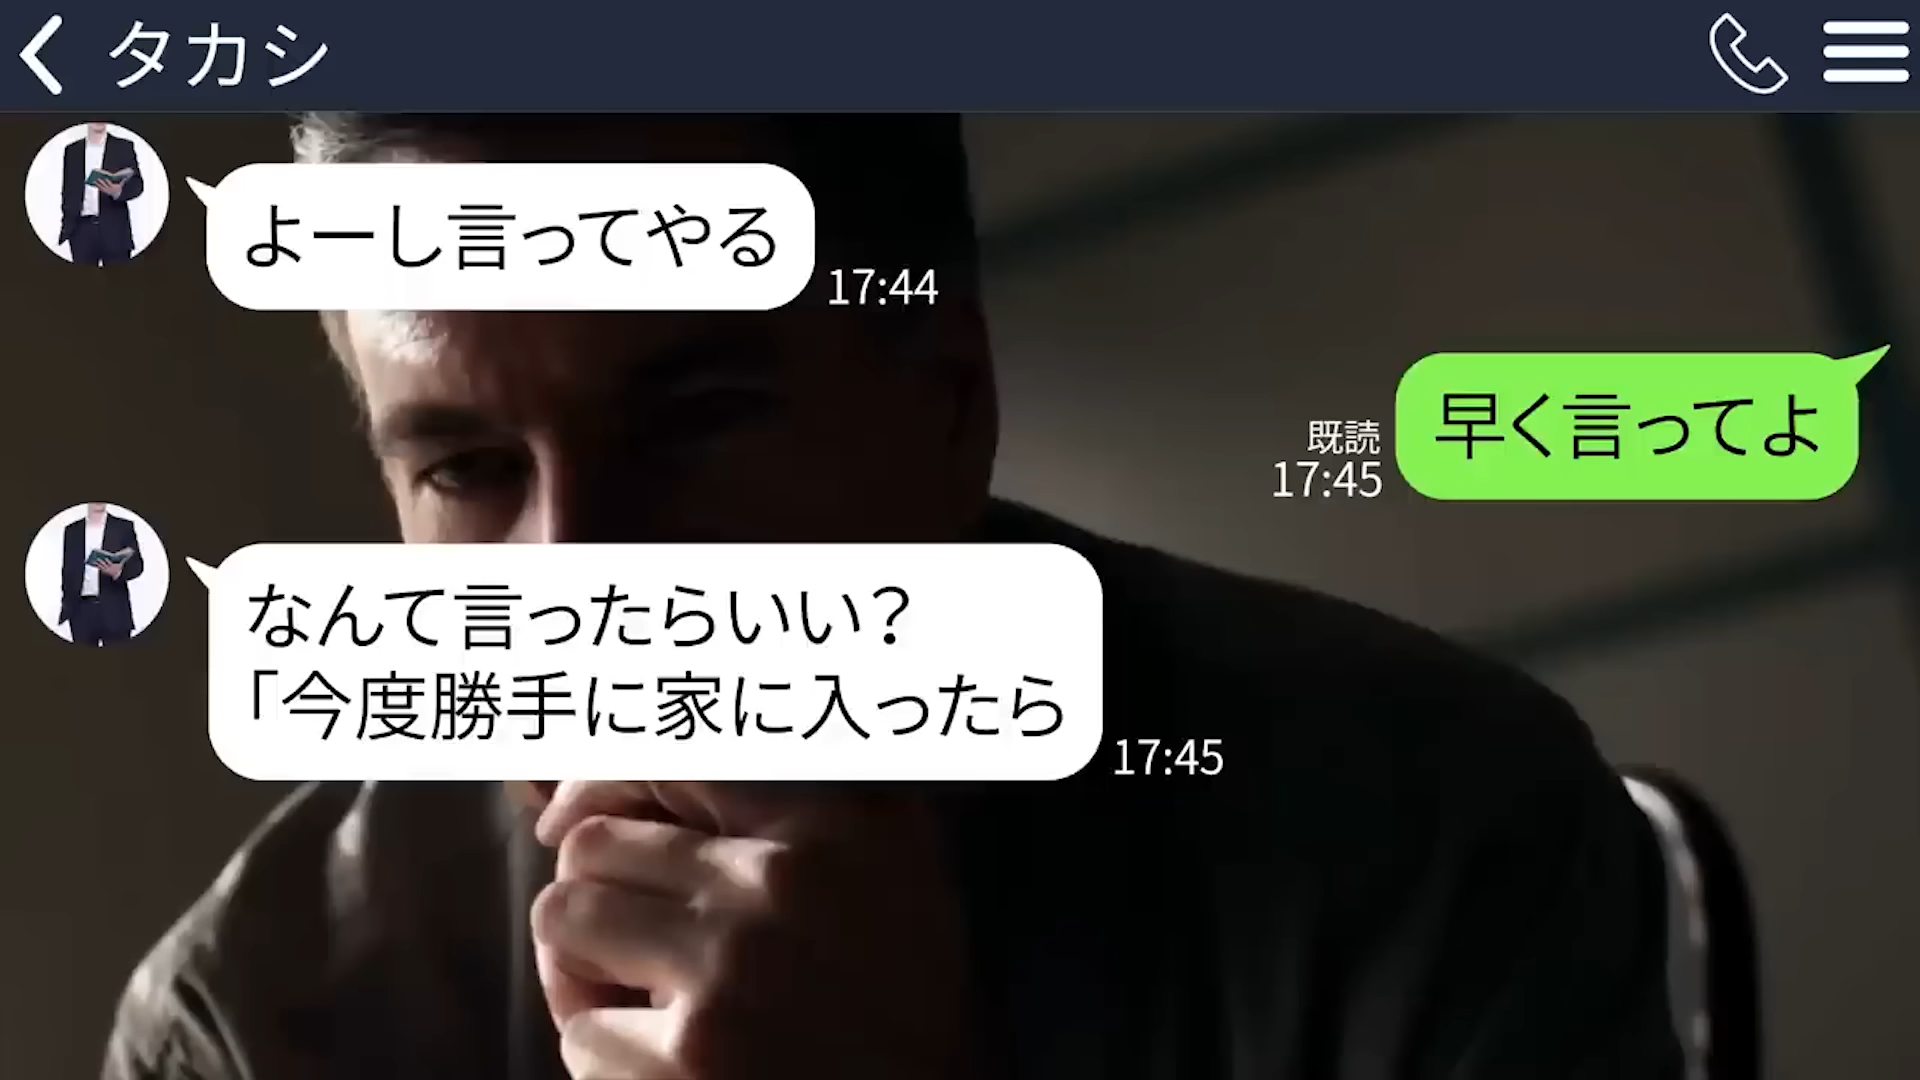 タカシ
よーし言ってやる
17:44
早く言ってよ
既読
17:45
なんて言ったらいい？
「今度勝手に家に入ったら
17:45